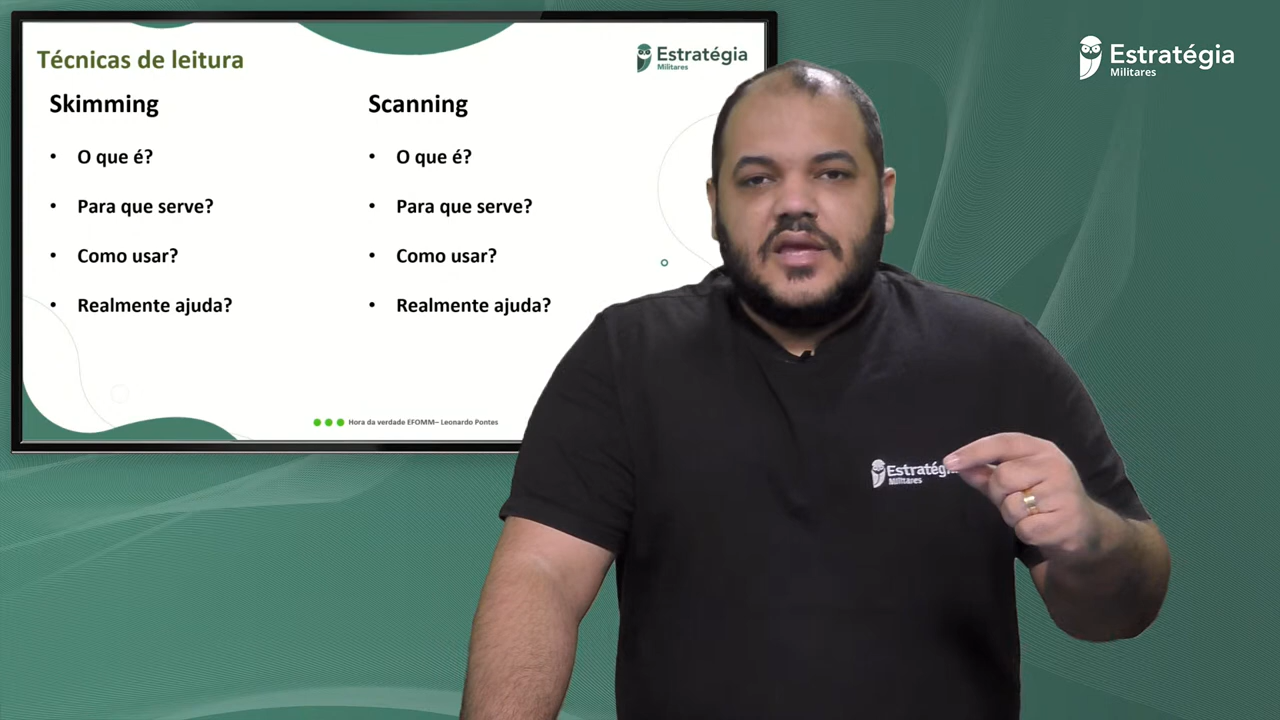 Técnicas de leitura
Estratégia
Militares
Skimming
• O que é?
• Para que serve?
• Como usar?
• Realmente ajuda?
Scanning
• O que é?
• Para que serve?
• Como usar?
• Realmente ajuda?
Hora da verdade EFOMM– Leonardo Pontes
Estratégia
Militares
Estratégia
Militares